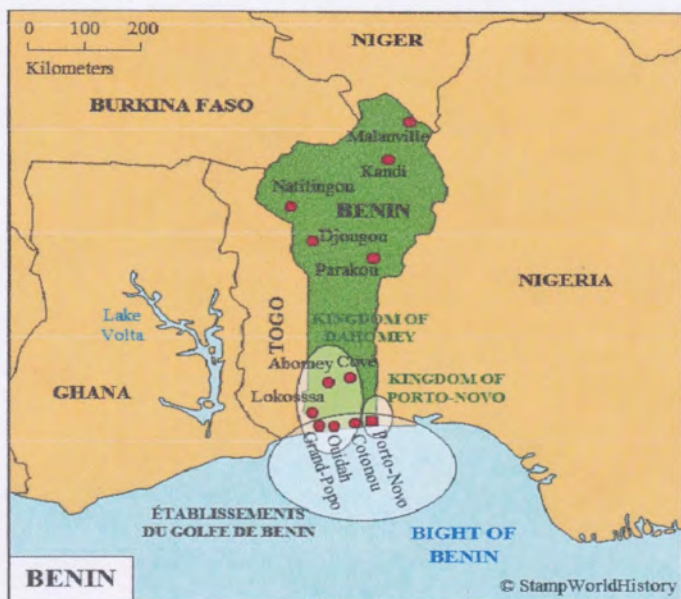 0 100 200
Kilometers
NIGER
BURKINA FASO
Malanville
Kandi
Natitingou
BENIN
Djougou
Parakou
NIGERIA
Lake
Volta
TOGO
KINGDOM OF
DAHOMEY
Abomey Cove
GHANA
Lokosssa
KINGDOM OF
PORTO-NOVO
Grand-Popo
Ouidah
Cotonou
Porto-Novo
ÉTABLISSEMENTS
DU GOLFE DE BENIN
BIGHT OF
BENIN
BENIN
© StampWorldHistory